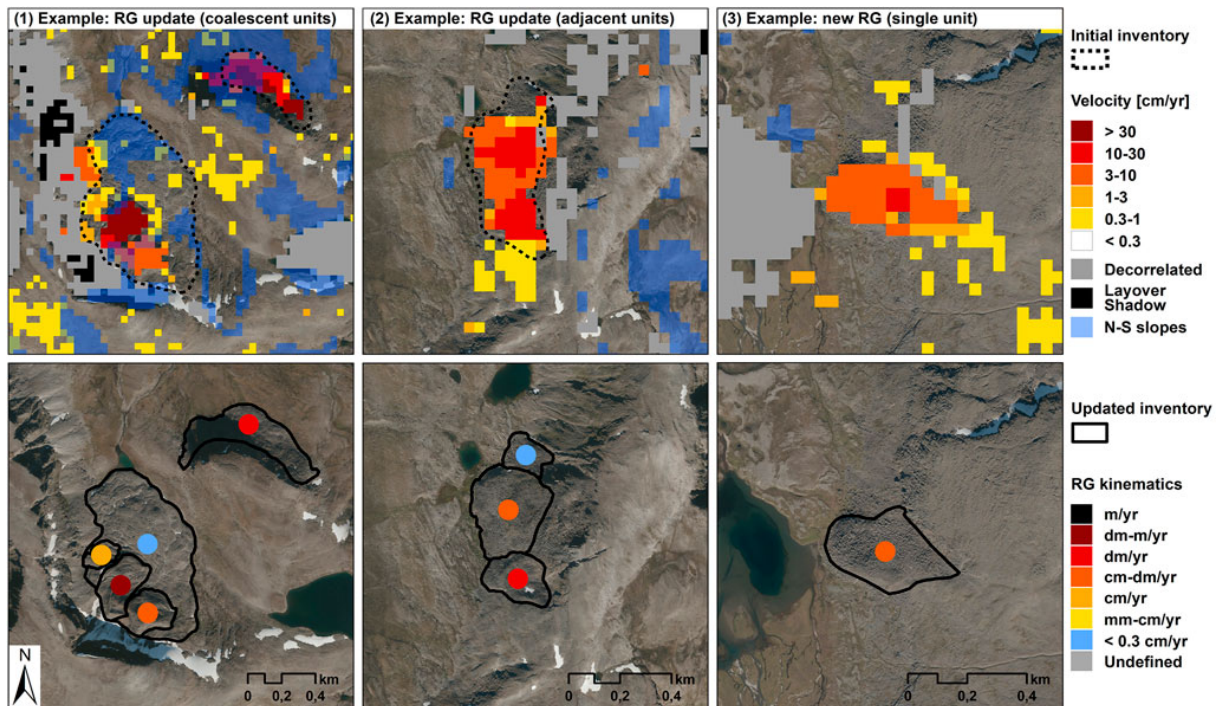 (1) Example: RG update (coalescent units)
(2) Example: RG update (adjacent units)
(3) Example: new RG (single unit)
Initial inventory
Velocity [cm/yr]
> 30
10-30
3-10
1-3
0.3-1
< 0.3
Decorrelated
Layover
Shadow
N-S slopes
Updated inventory
RG kinematics
m/yr
dm-m/yr
dm/yr
cm-dm/yr
cm/yr
mm-cm/yr
< 0.3 cm/yr
Undefined
N
km
0 0,2 0,4
km
0 0,2 0,4
km
0 0,2 0,4